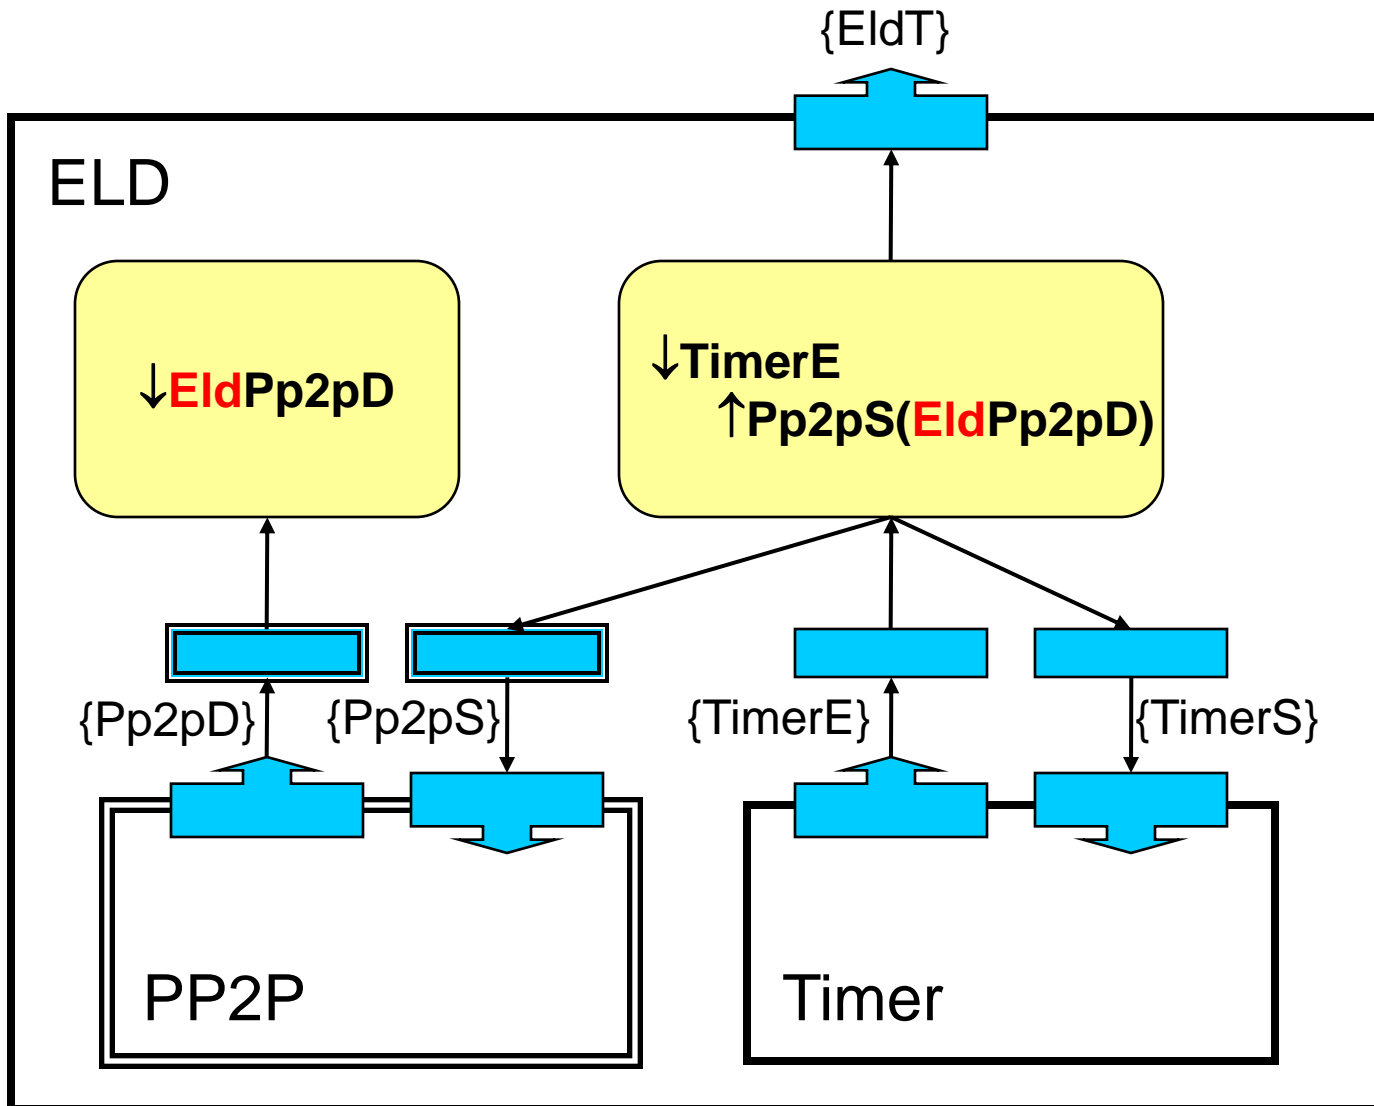 {EldT}
ELD
↓EldPp2pD
↓TimerE
↑Pp2pS(EldPp2pD)
{Pp2pD}
{Pp2pS}
{TimerE}
{TimerS}
PP2P
Timer